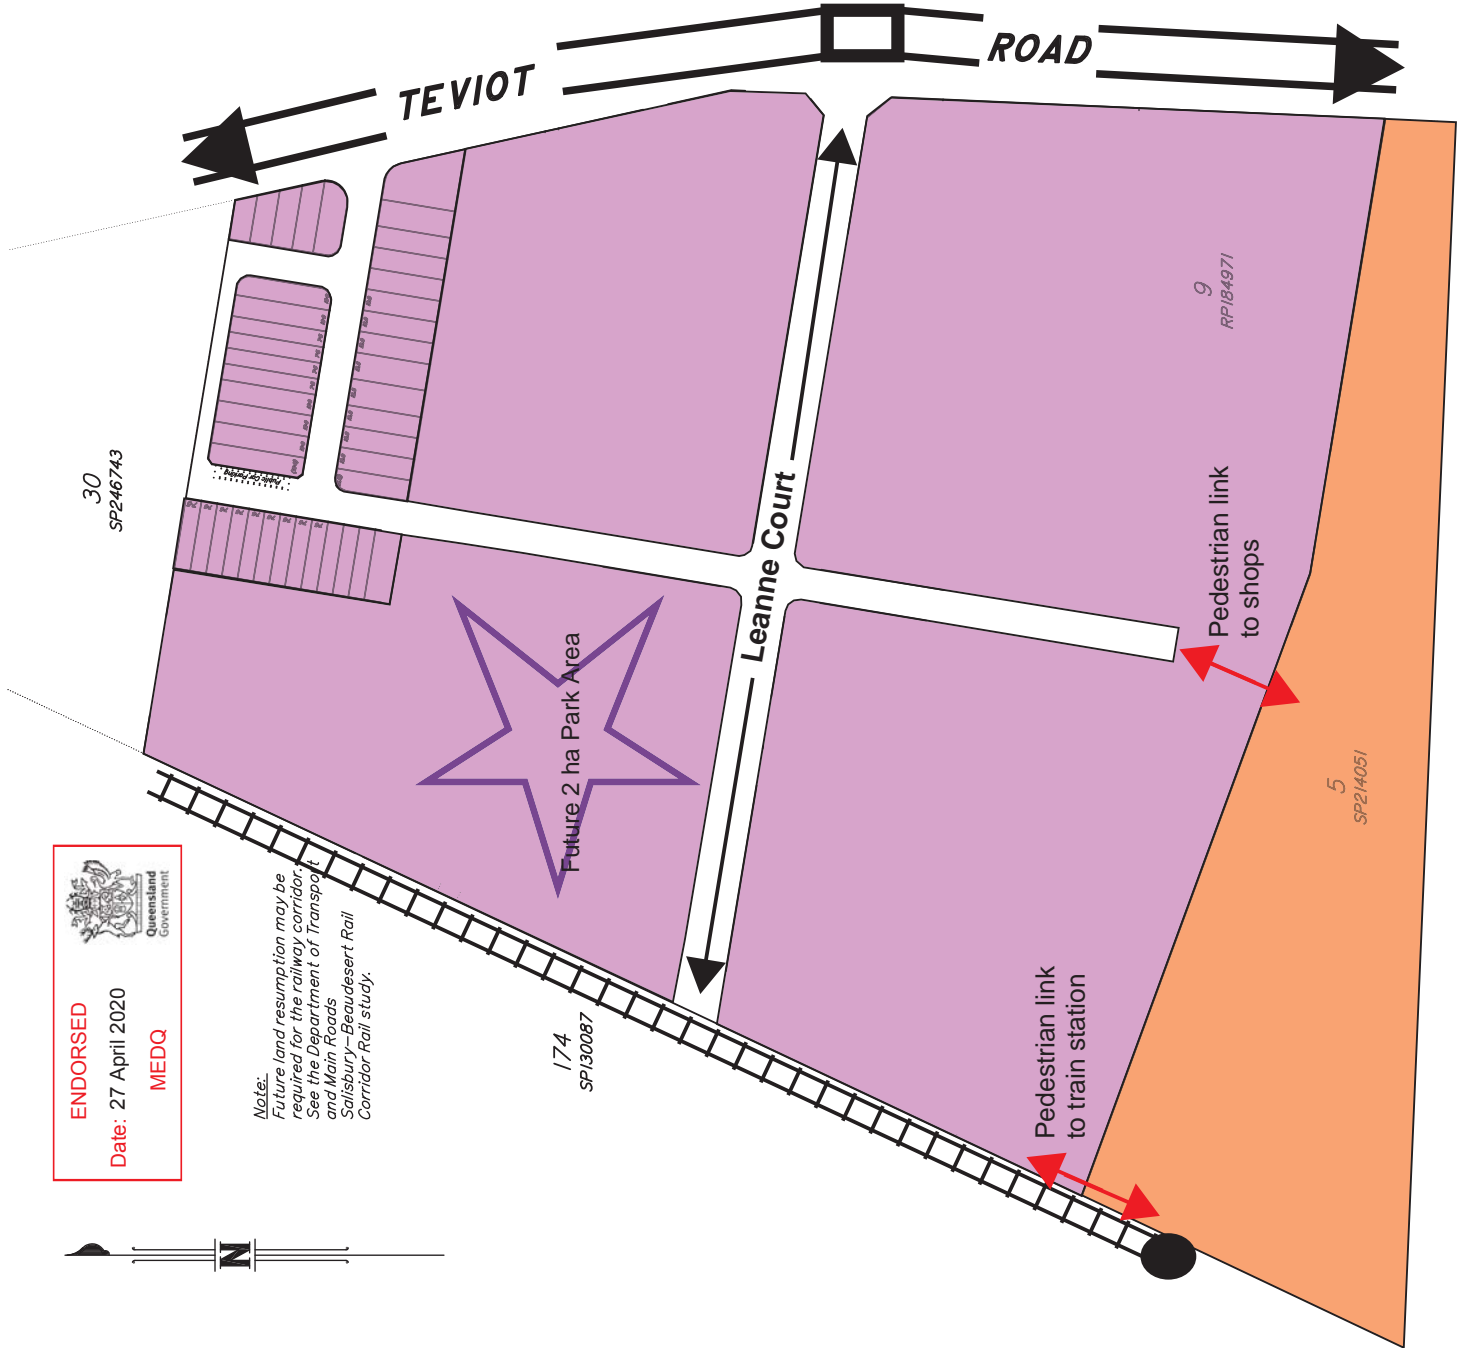 TEVIOT
ROAD
9
RP184971
30
SP246743
Public Car Parking
Leanne Court
Pedestrian link
to shops
Future 2 ha Park Area
5
SP214051
ENDORSED
Date: 27 April 2020
MEDQ
Queensland
Government
Note:
Future land resumption may be
required for the railway corridor.
See the Department of Transport
and Main Roads
Salisbury-Beaudesert Rail
Corridor Rail study.
174
SP130087
Pedestrian link
to train station
N